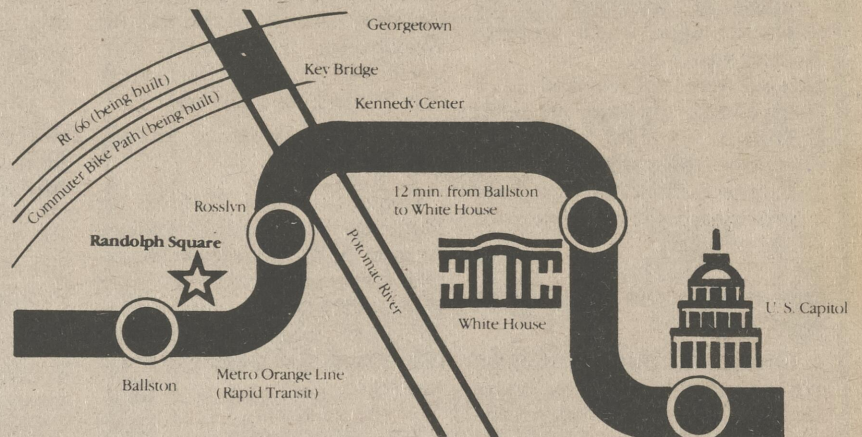 Georgetown
Key Bridge
Rt. 66 (being built)
Commuter Bike Path (being built)
Kennedy Center
Rosslyn
12 min. from Ballston
to White House
Randolph Square
Potomac River
White House
U. S. Capitol
Ballston
Metro Orange Line
(Rapid Transit)